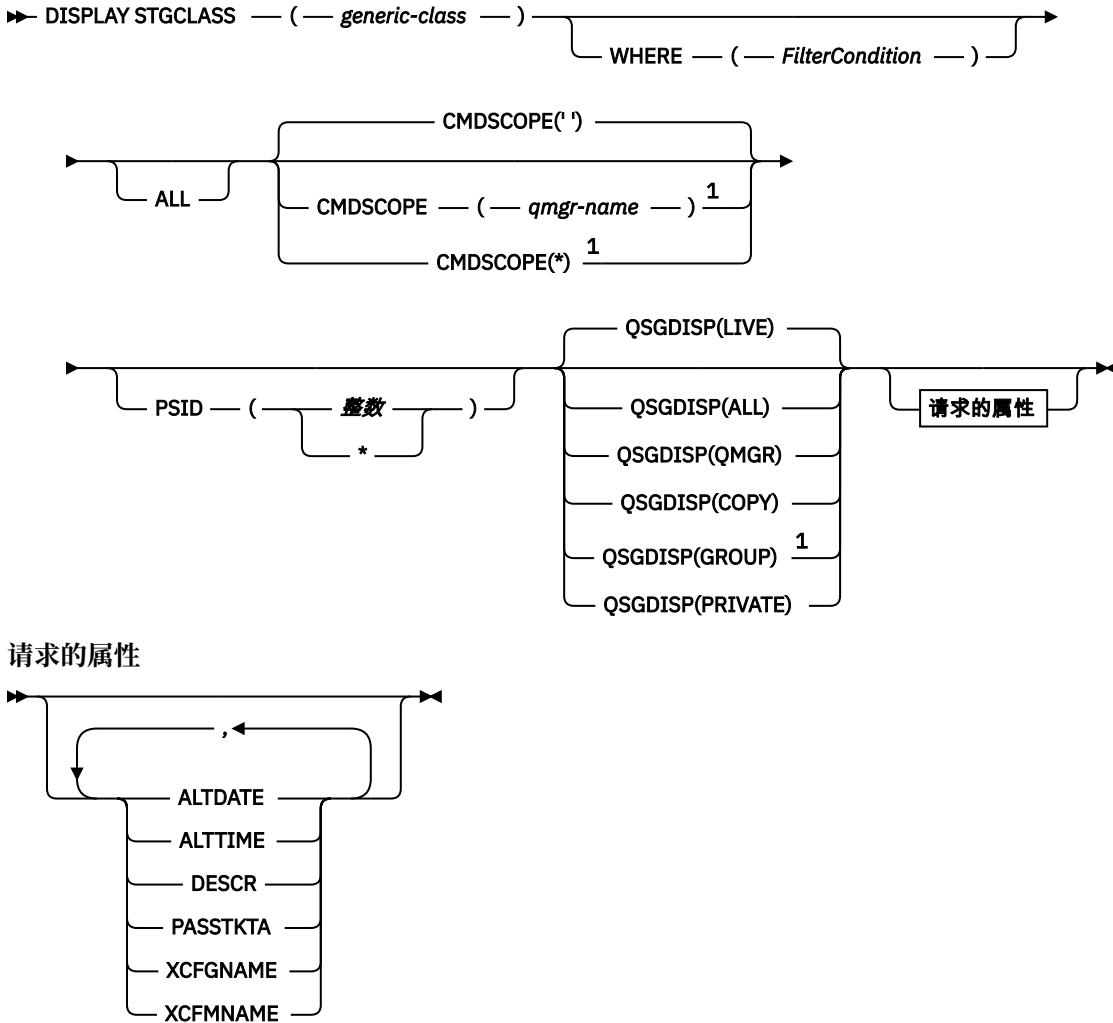 DISPLAY STGCLASS ( generic-class )
WHERE ( FilterCondition )
CMDSCOPE(' ')
ALL
CMDSCOPE ( qmgr-name ) 1
CMDSCOPE(*) 1
QSGDISP(LIVE)
PSID ( 整数 )
*
QSGDISP(ALL)
请求的属性
QSGDISP(QMGR)
QSGDISP(COPY)
QSGDISP(GROUP) 1
QSGDISP(PRIVATE)
请求的属性
,
ALTDATE
ALTTIME
DESCR
PASSTKTA
XCFGNAME
XCFMNAME